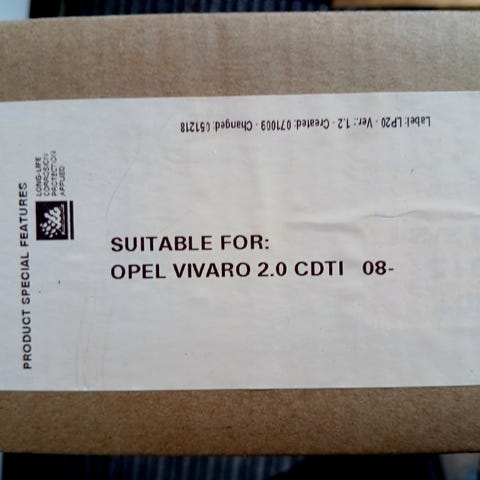 Label: LP20 - Ver.: 1.2 - Created: 071009 - Changed: 051218
PRODUCT SPECIAL FEATURES
LONG-LIFE
CORROSION
PROTECTION
APPLIED
SUITABLE FOR:
OPEL VIVARO 2.0 CDTI 08-